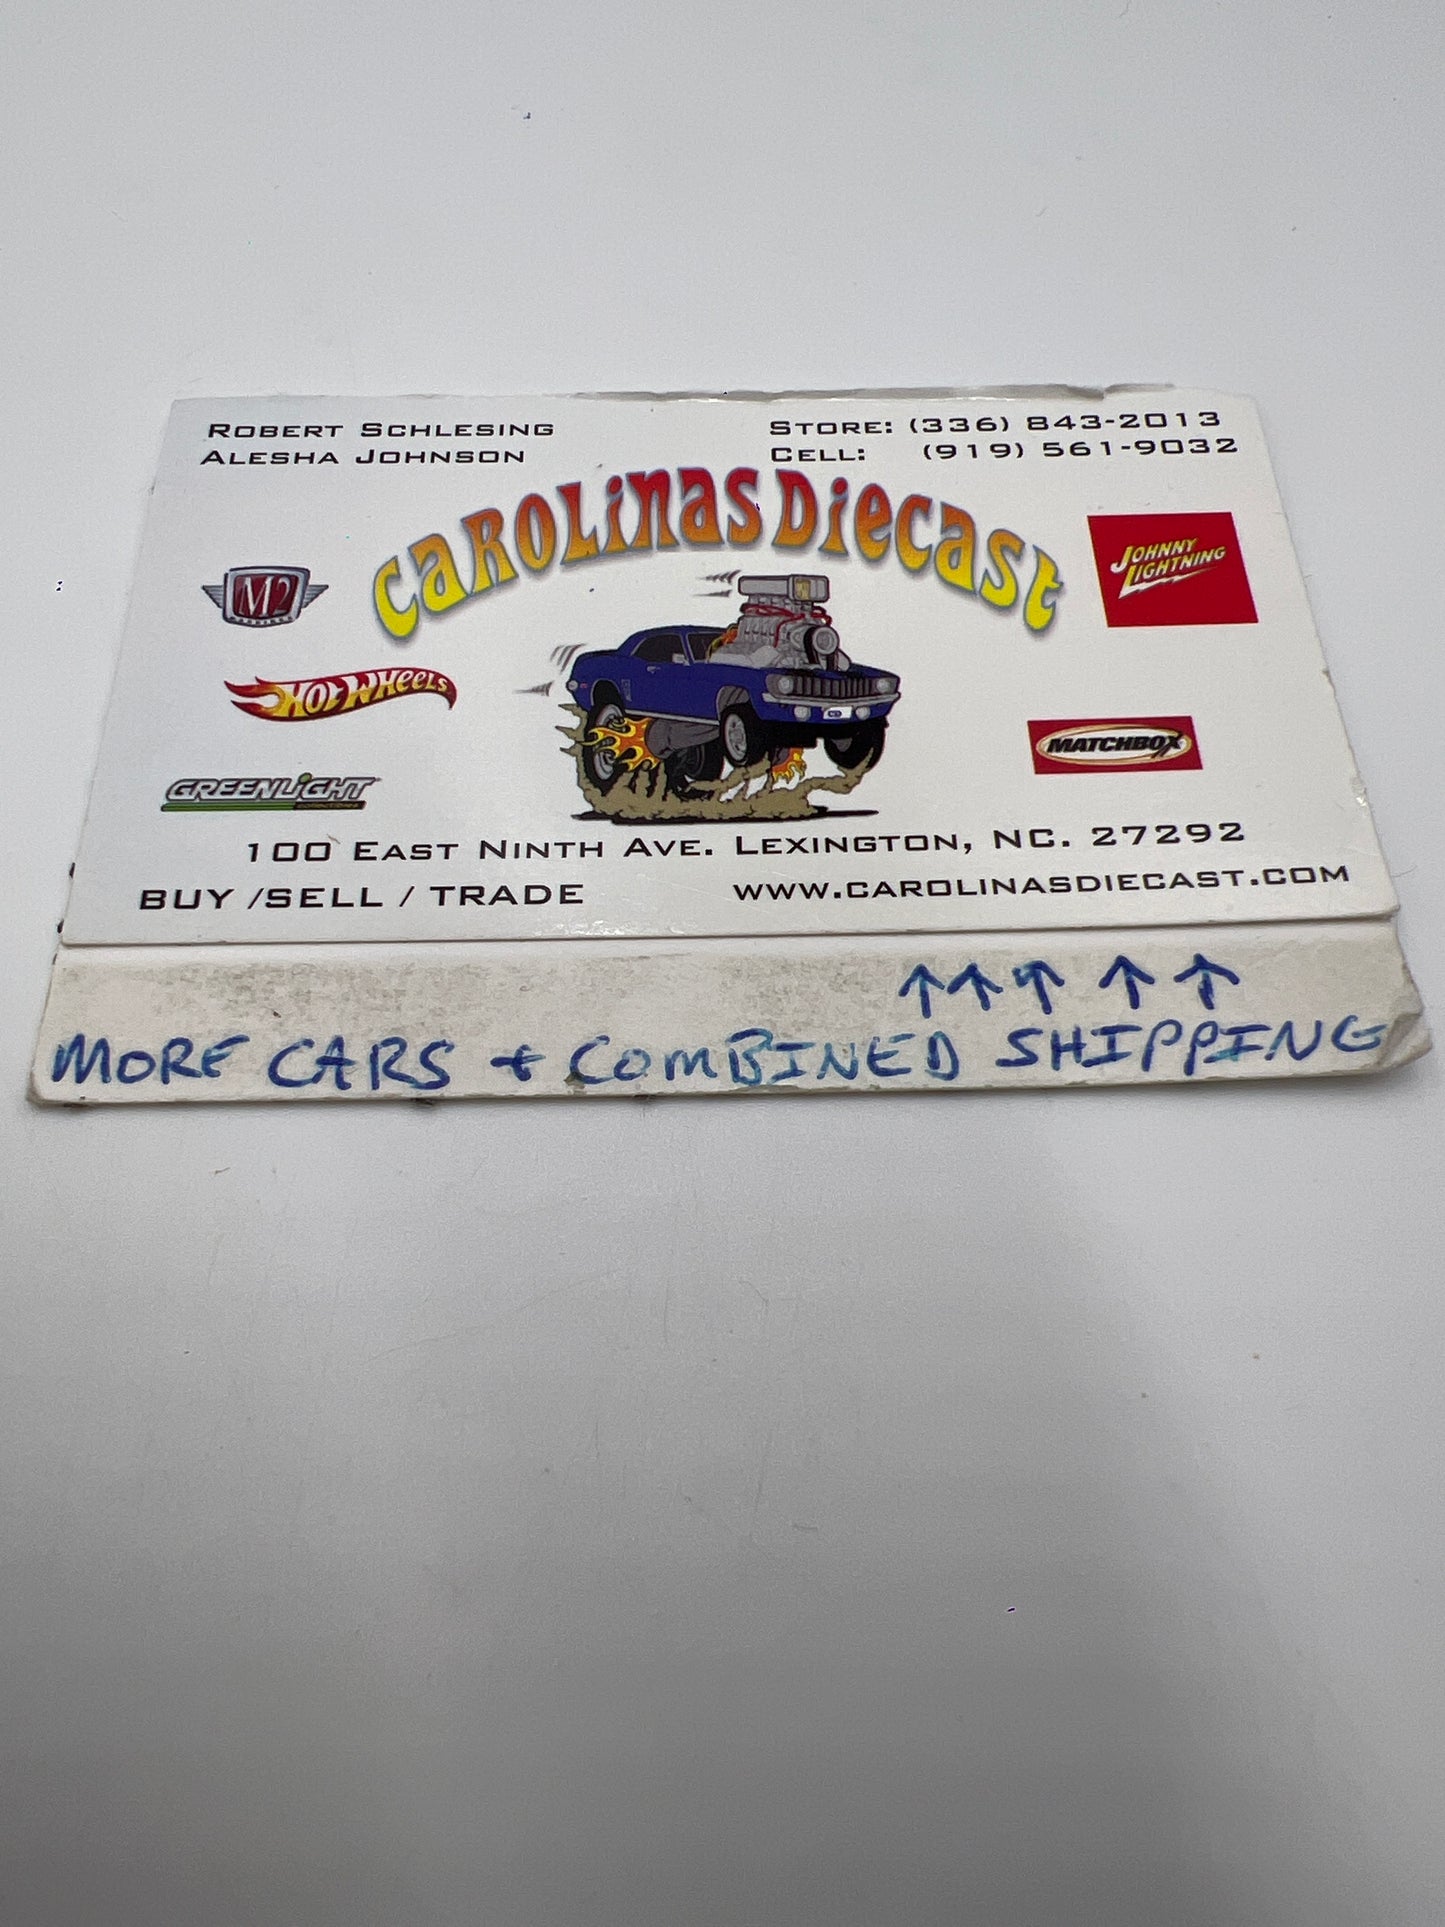 ROBERT SCHLESING
ALESHA JOHNSON
STORE: (336) 843-2013
CELL: (919) 561-9032
CAROLINAS DIECAST
M2
JOHNNY
LIGHTNING
HOT WHEELS
MATCHBOX
GREENLIGHT
100 EAST NINTH AVE. LEXINGTON, NC. 27292
BUY /SELL / TRADE
WWW.CAROLINASDIECAST.COM
MORE CARS + COMBINED SHIPPING